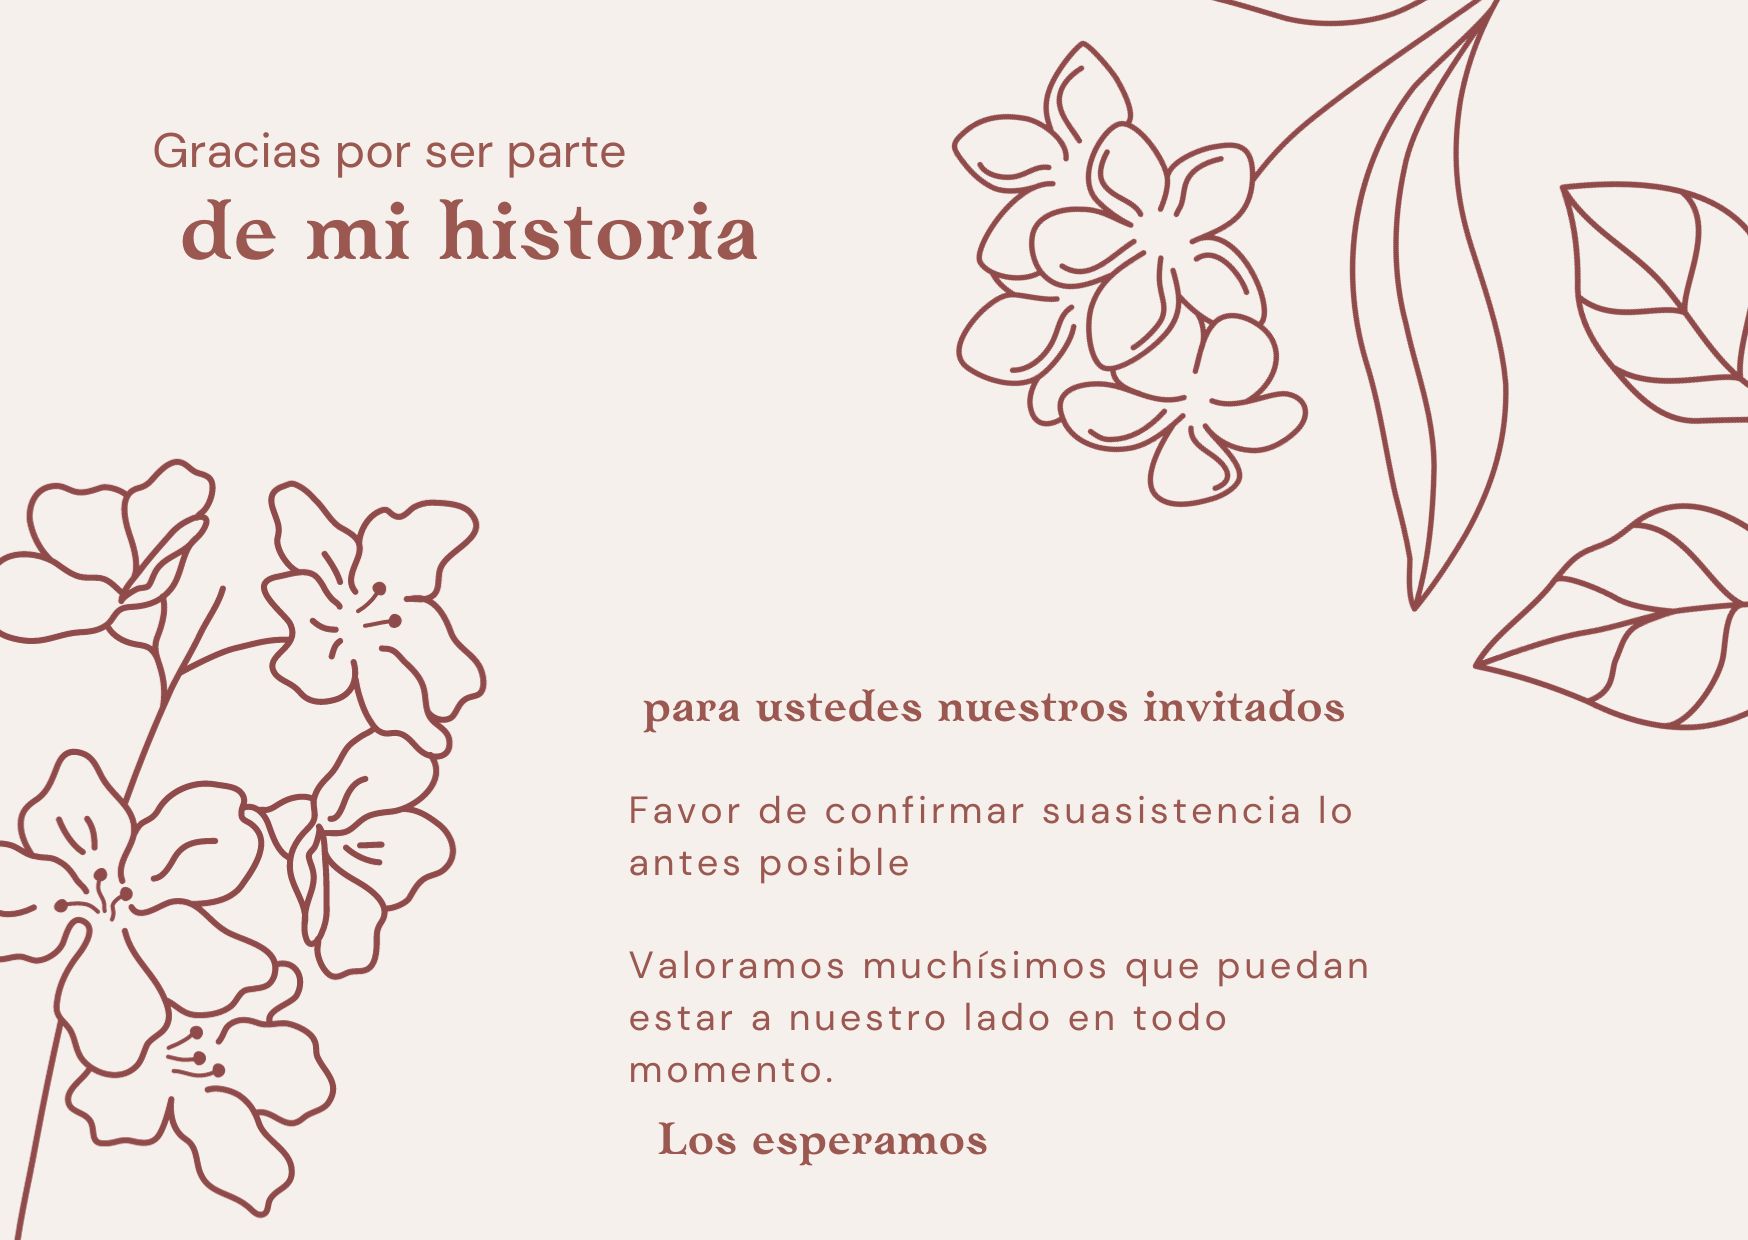 Gracias por ser parte
de mi historia
para ustedes nuestros invitados
Favor de confirmar suasistencia lo
antes posible
Valoramos muchísimos que puedan
estar a nuestro lado en todo
momento.
Los esperamos